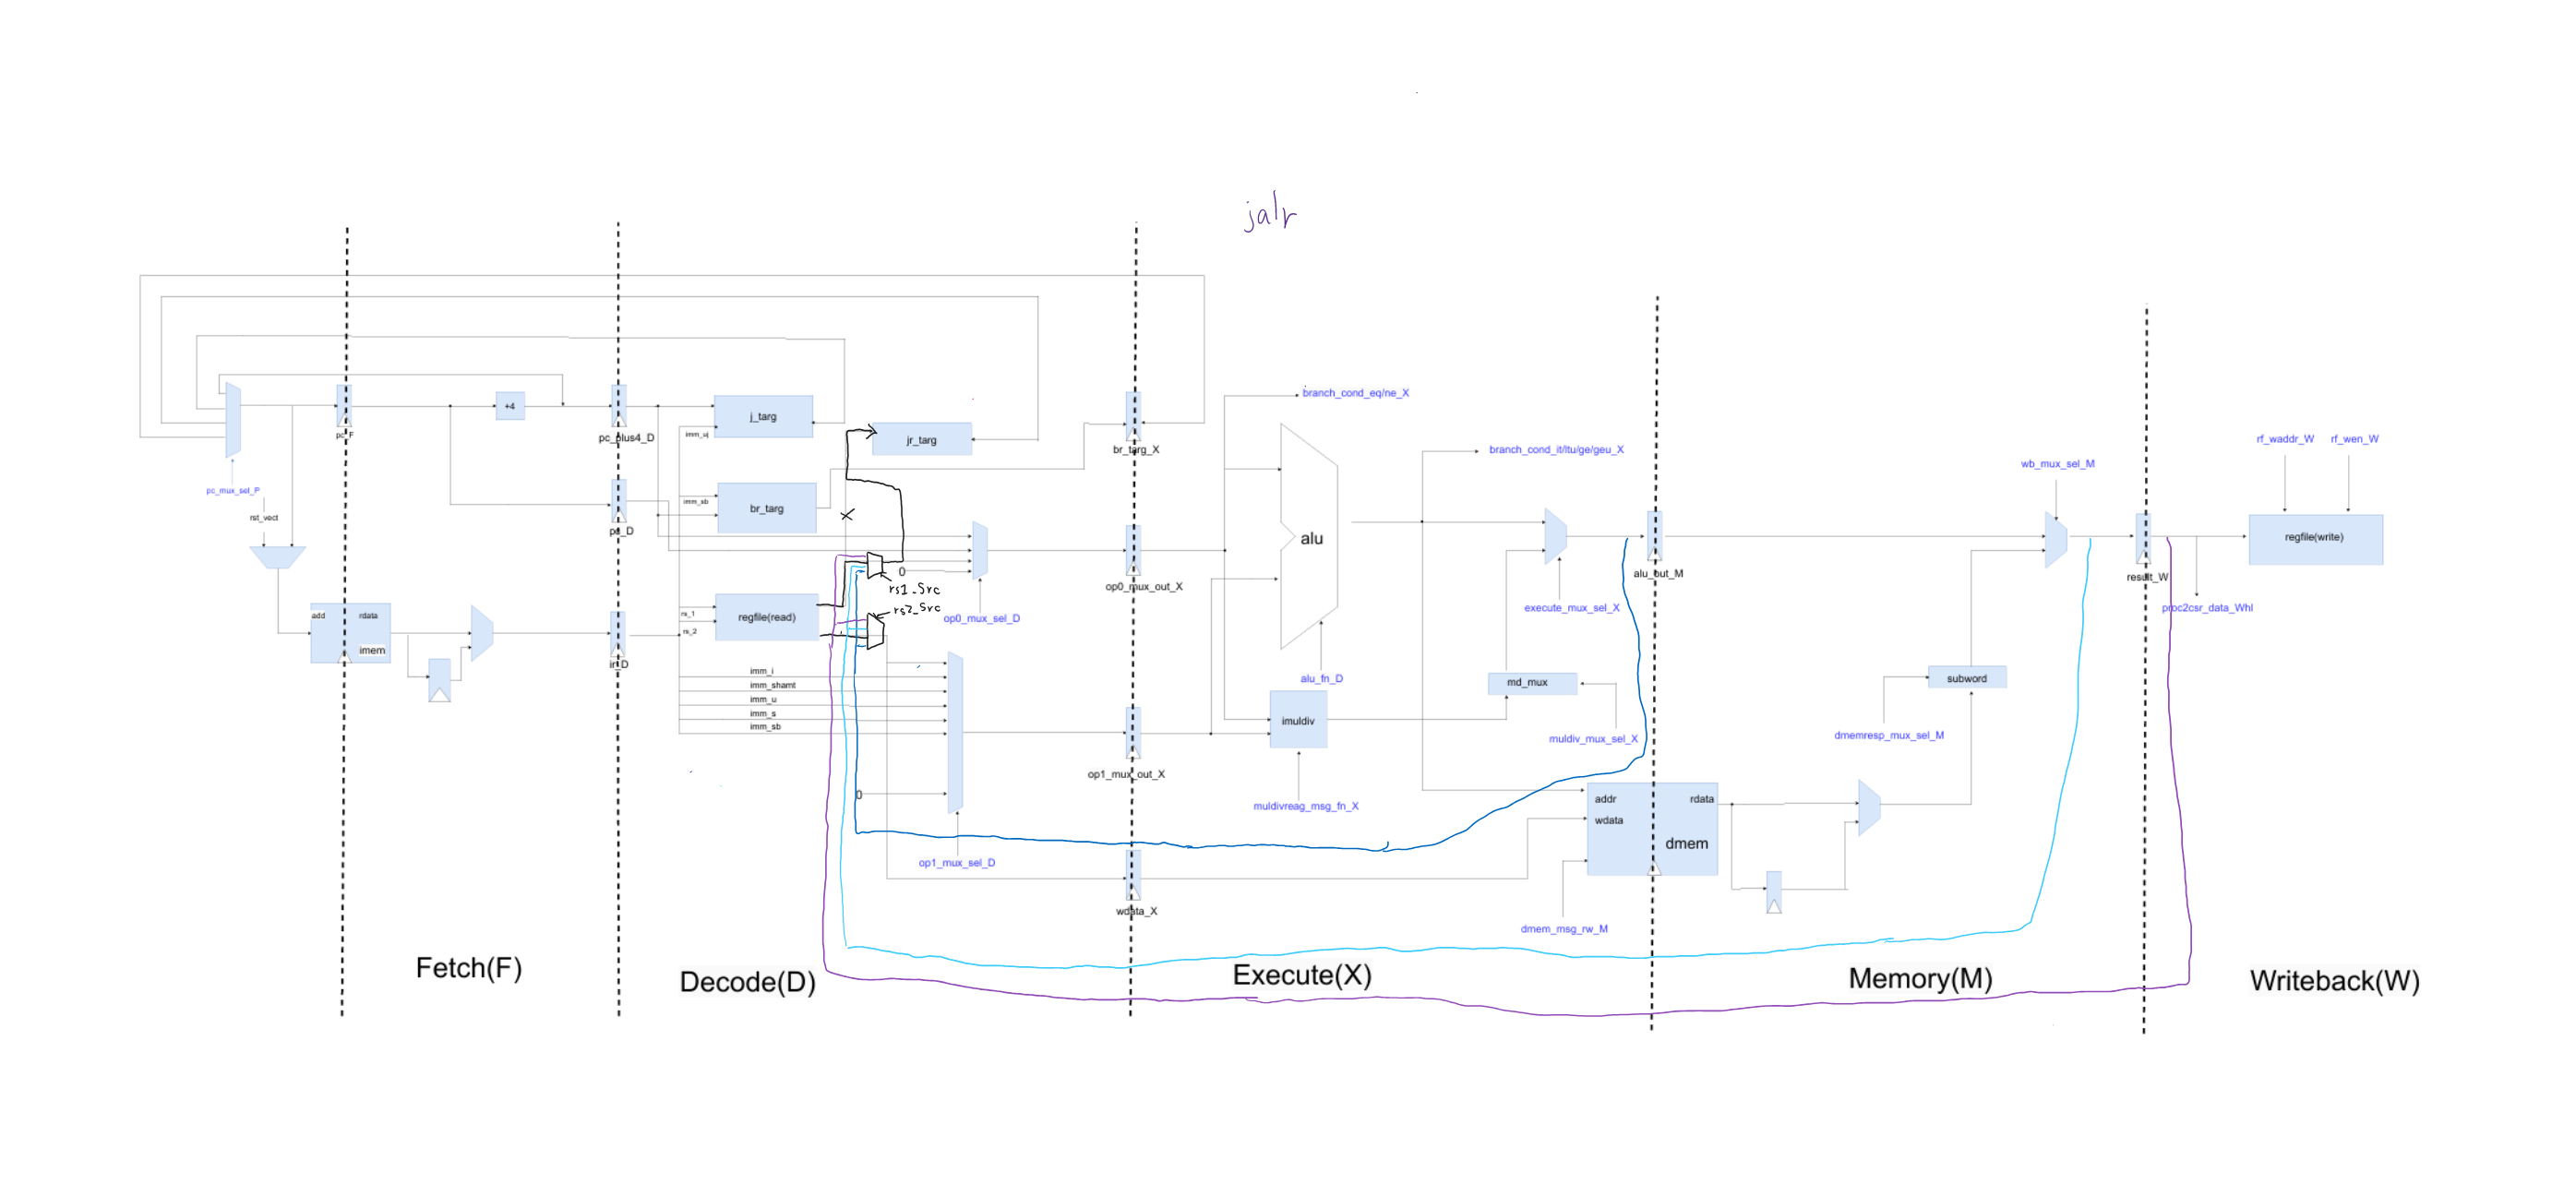 jalr
branch_cond_eq/ne_X
+4
j_targ
pc_F
pc_plus4_D
imm_uj
jr_targ
br_targ_X
branch_cond_it/ltu/ge/geu_X
rf_waddr_W
rf_wen_W
wb_mux_sel_M
pc_mux_sel_P
rst_vect
imm_sb
br_targ
pc_D
alu
regfile(write)
0
op0_mux_out_X
alu_out_M
result_W
rs1_Src
rs2_Src
execute_mux_sel_X
proc2csr_data_Whl
add
rdata
imem
ir_D
rs_1
rs_2
regfile(read)
op0_mux_sel_D
imm_i
imm_shamt
imm_u
imm_s
imm_sb
alu_fn_D
md_mux
subword
imuldiv
muldiv_mux_sel_X
dmemresp_mux_sel_M
op1_mux_out_X
0
muldivreag_msg_fn_X
addr
rdata
wdata
dmem
op1_mux_sel_D
wdata_X
dmem_msg_rw_M
Fetch(F)
Decode(D)
Execute(X)
Memory(M)
Writeback(W)